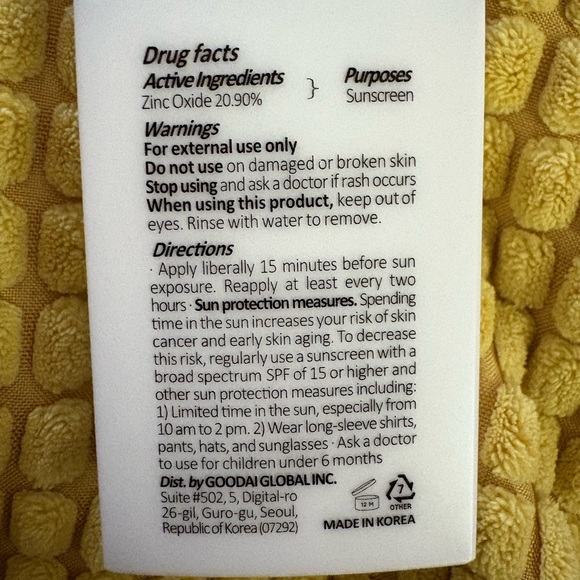 Drug facts
Active Ingredients } Purposes
Zinc Oxide 20.90% Sunscreen
Warnings
For external use only
Do not use on damaged or broken skin
Stop using and ask a doctor if rash occurs
When using this product, keep out of
eyes. Rinse with water to remove.
Directions
· Apply liberally 15 minutes before sun
exposure. Reapply at least every two
hours · Sun protection measures. Spending
time in the sun increases your risk of skin
cancer and early skin aging. To decrease
this risk, regularly use a sunscreen with a
broad spectrum SPF of 15 or higher and
other sun protection measures including:
1) Limited time in the sun, especially from
10 am to 2 pm. 2) Wear long-sleeve shirts,
pants, hats, and sunglasses · Ask a doctor
to use for children under 6 months
Dist. by GOODAI GLOBAL INC.
Suite #502, 5, Digital-ro
26-gil, Guro-gu, Seoul,
Republic of Korea (07292)
12 M
7
OTHER
MADE IN KOREA